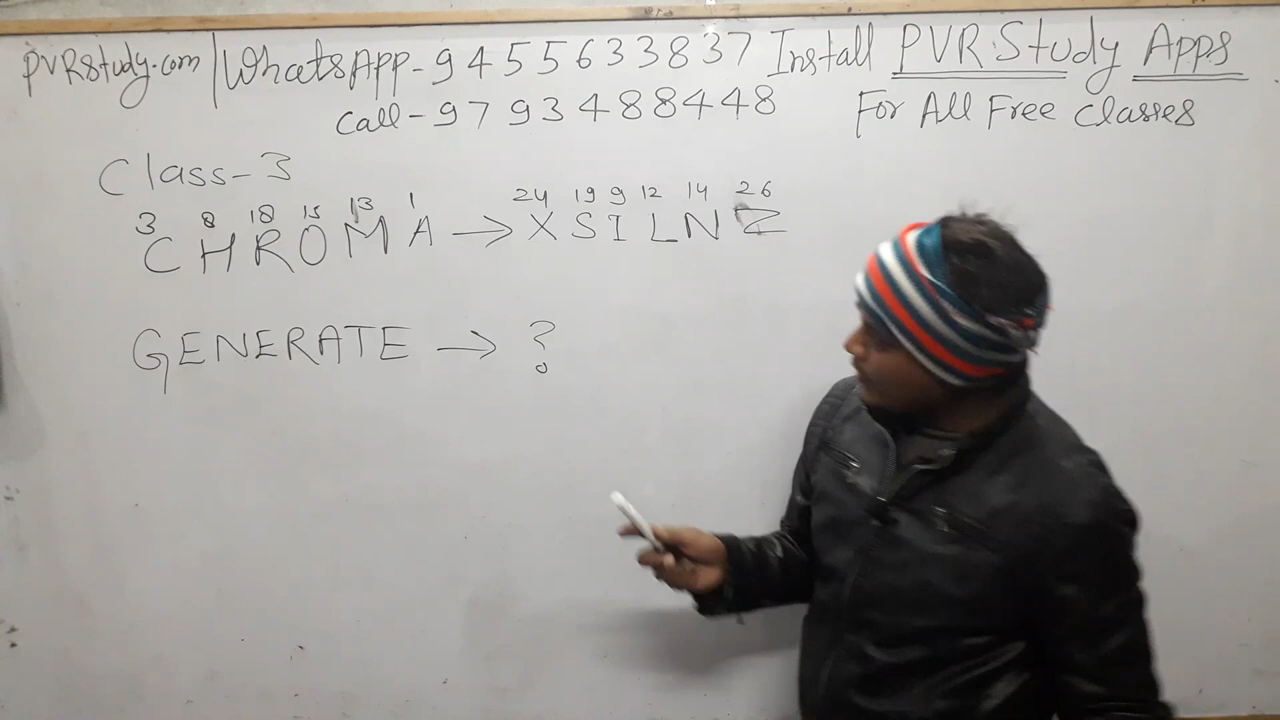 PVRstudy.com | WhatsApp-9455633837 Install PVR Study Apps
Call-9793488448 For All Free Classes
Class-3
3 8 18 15 13 1 24 19 9 12 14 26
CHROMA → XSILNZ
GENERATE → ?